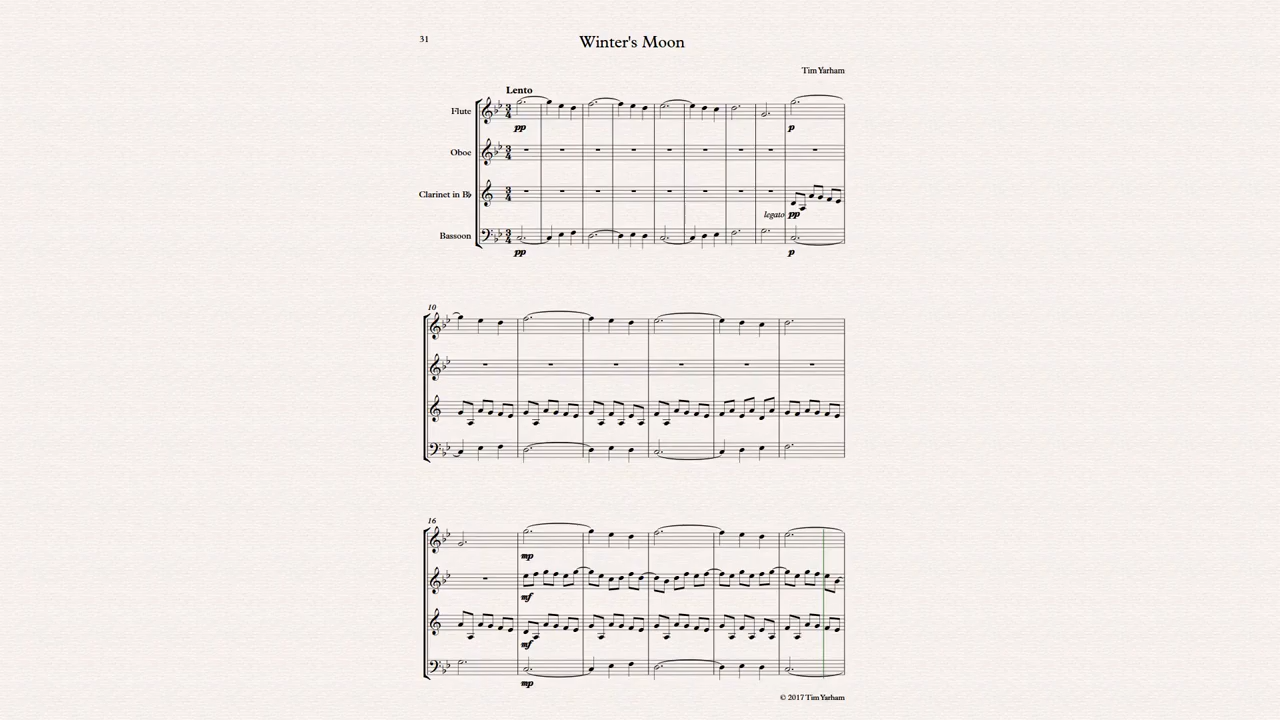 31
Winter's Moon
Tim Yarham
Lento
Flute
pp
p
Oboe
Clarinet in B♭
legato pp
Bassoon
pp
p
10
16
mp
mf
mf
mp
© 2017 Tim Yarham